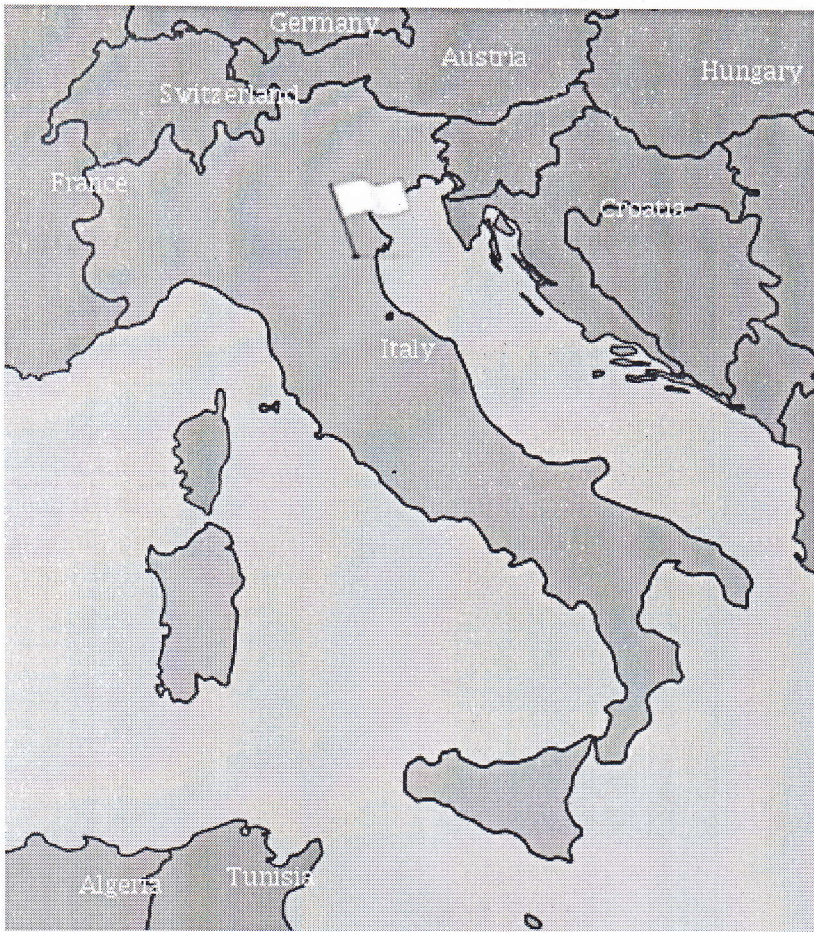 Germany
Austria
Hungary
Switzerland
France
Croatia
Italy
Algeria
Tunisia